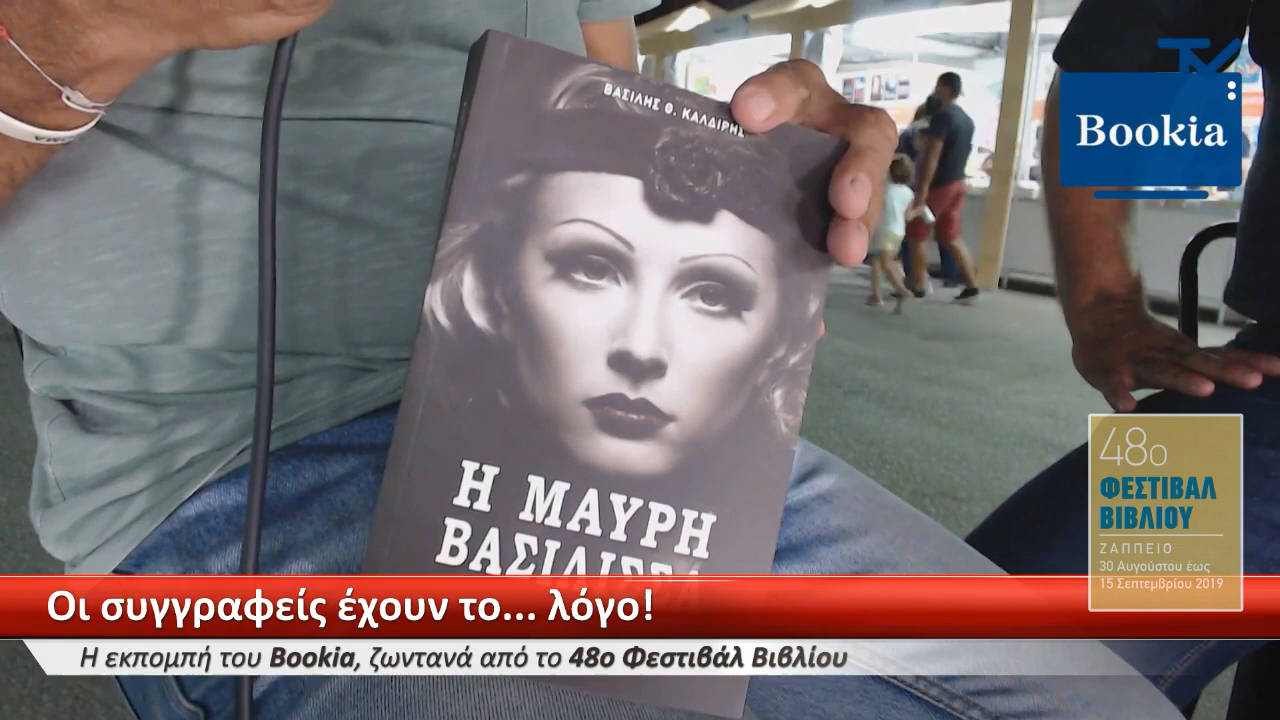 ΒΑΣΙΛΗΣ Θ. ΚΑΛΔΙΡΗΣ
Bookia
Η ΜΑΥΡΗ
ΒΑΣΙΛΙΣΣΑ
48ο
ΦΕΣΤΙΒΑΛ
ΒΙΒΛΙΟΥ
ΖΑΠΠΕΙΟ
30 Αυγούστου έως
15 Σεπτεμβρίου 2019
Οι συγγραφείς έχουν το... λόγο!
Η εκπομπή του Bookia, ζωντανά από το 48ο Φεστιβάλ Βιβλίου